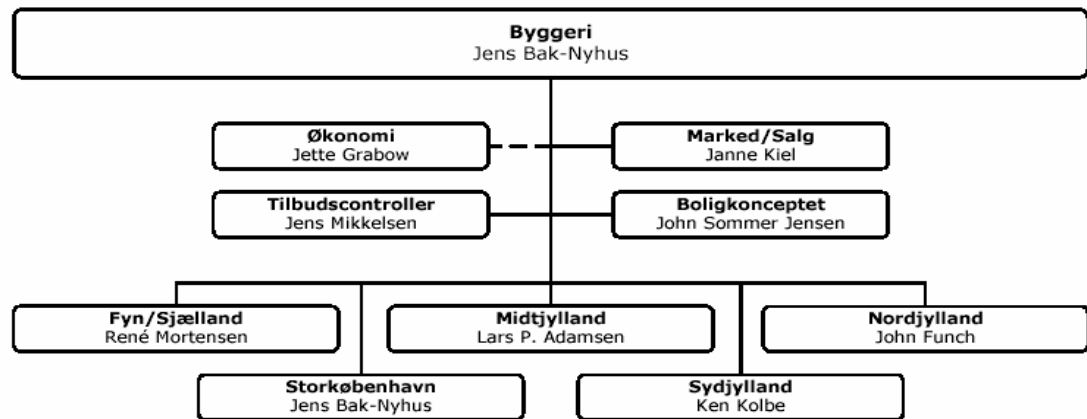 Byggeri
Jens Bak-Nyhus
Økonomi
Jette Grabow
Marked/Salg
Janne Kiel
Tilbudscontroller
Jens Mikkelsen
Boligkonceptet
John Sommer Jensen
Fyn/Sjælland
René Mortensen
Midtjylland
Lars P. Adamsen
Nordjylland
John Funch
Storkøbenhavn
Jens Bak-Nyhus
Sydjylland
Ken Kolbe